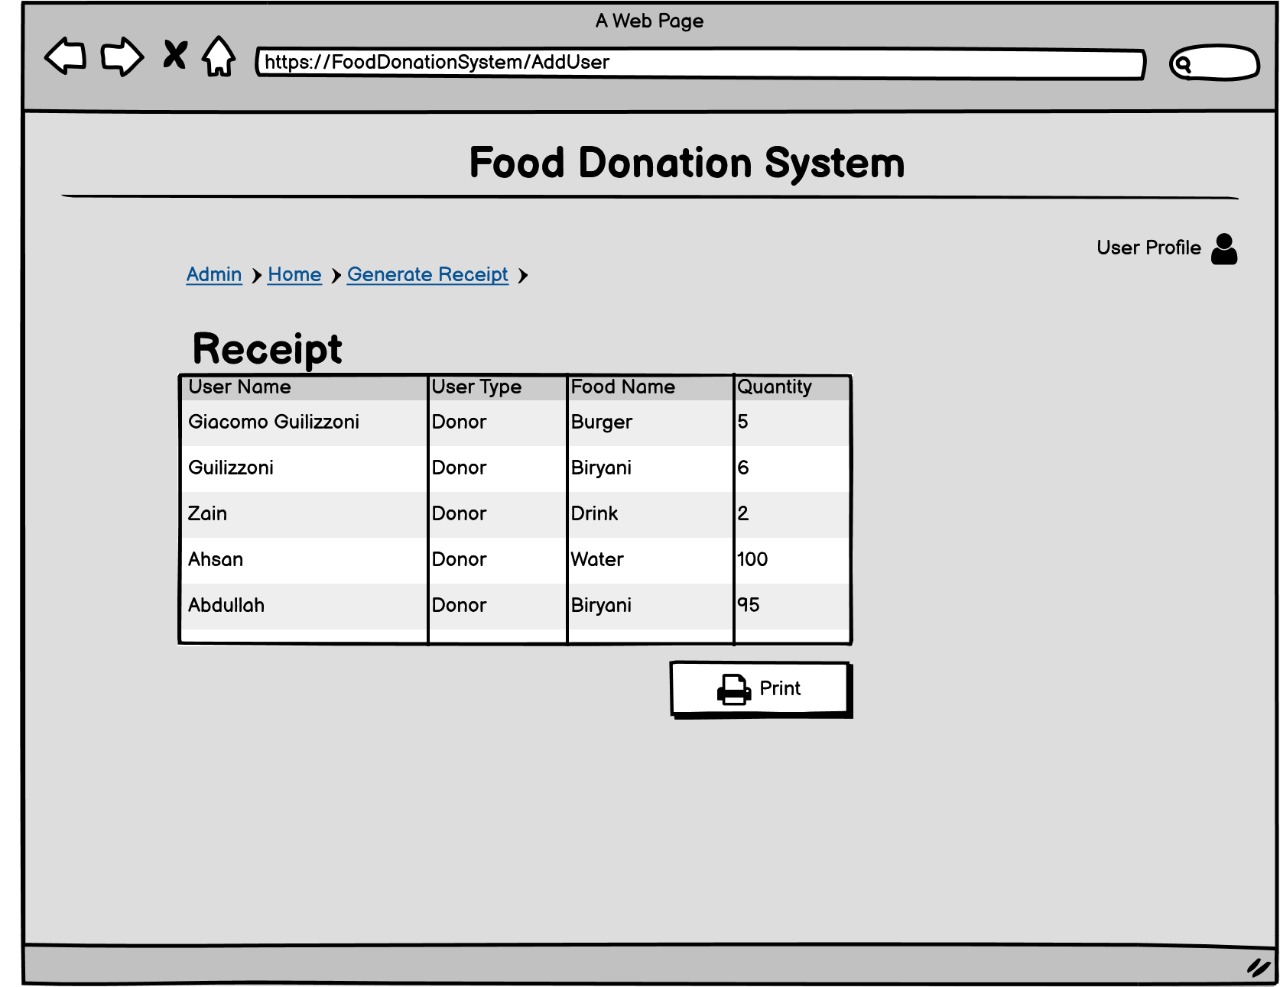 A Web Page
https://FoodDonationSystem/AddUser
Food Donation System
User Profile
Admin Home Generate Receipt
Receipt
User Name User Type Food Name Quantity
Giacomo Guilizzoni Donor Burger 5
Guilizzoni Donor Biryani 6
Zain Donor Drink 2
Ahsan Donor Water 100
Abdullah Donor Biryani 95
Print